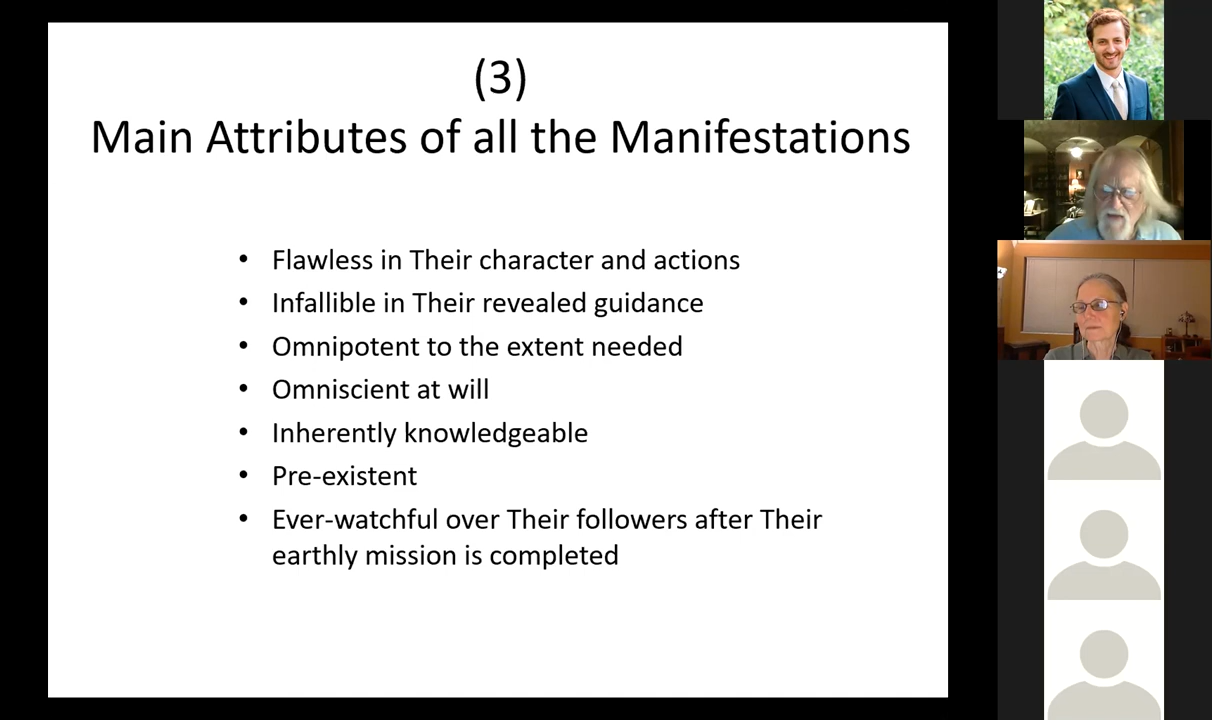 (3)
Main Attributes of all the Manifestations
• Flawless in Their character and actions
• Infallible in Their revealed guidance
• Omnipotent to the extent needed
• Omniscient at will
• Inherently knowledgeable
• Pre-existent
• Ever-watchful over Their followers after Their
earthly mission is completed